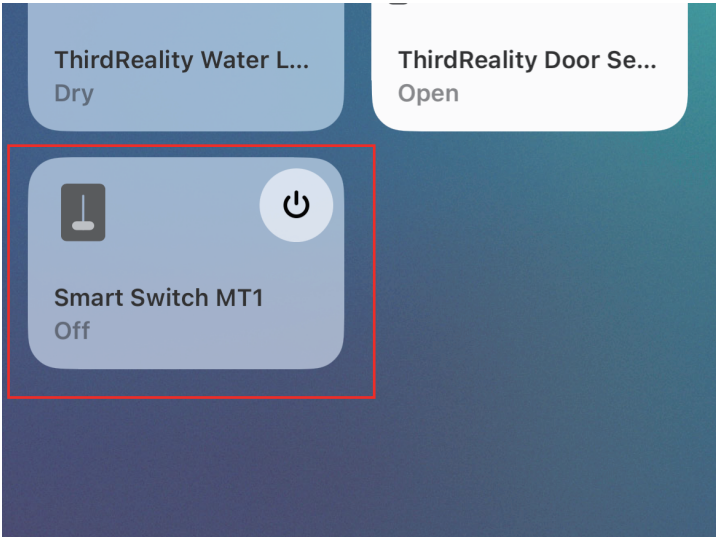 ThirdReality Water L...
Dry
ThirdReality Door Se...
Open
Smart Switch MT1
Off